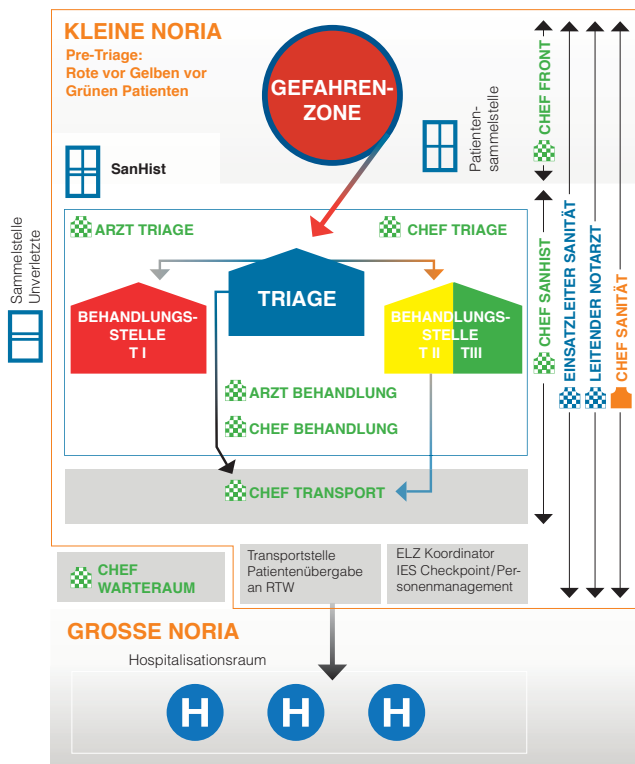 KLEINE NORIA
Pre-Triage:
Rote vor Gelben vor
Grünen Patienten
GEFAHREN-
ZONE
Patienten-
sammelstelle
SanHist
Sammelstelle
Unverletzte
ARZT TRIAGE
CHEF TRIAGE
TRIAGE
BEHANDLUNGS-
STELLE
T I
BEHANDLUNGS-
STELLE
T II TIII
ARZT BEHANDLUNG
CHEF BEHANDLUNG
CHEF TRANSPORT
CHEF FRONT
CHEF SANHIST
EINSATZLEITER SANITÄT
LEITENDER NOTARZT
CHEF SANITÄT
CHEF
WARTERAUM
Transportstelle
Patientenübergabe
an RTW
ELZ Koordinator
IES Checkpoint/Per-
sonenmanagement
GROSSE NORIA
Hospitalisationsraum
H H H